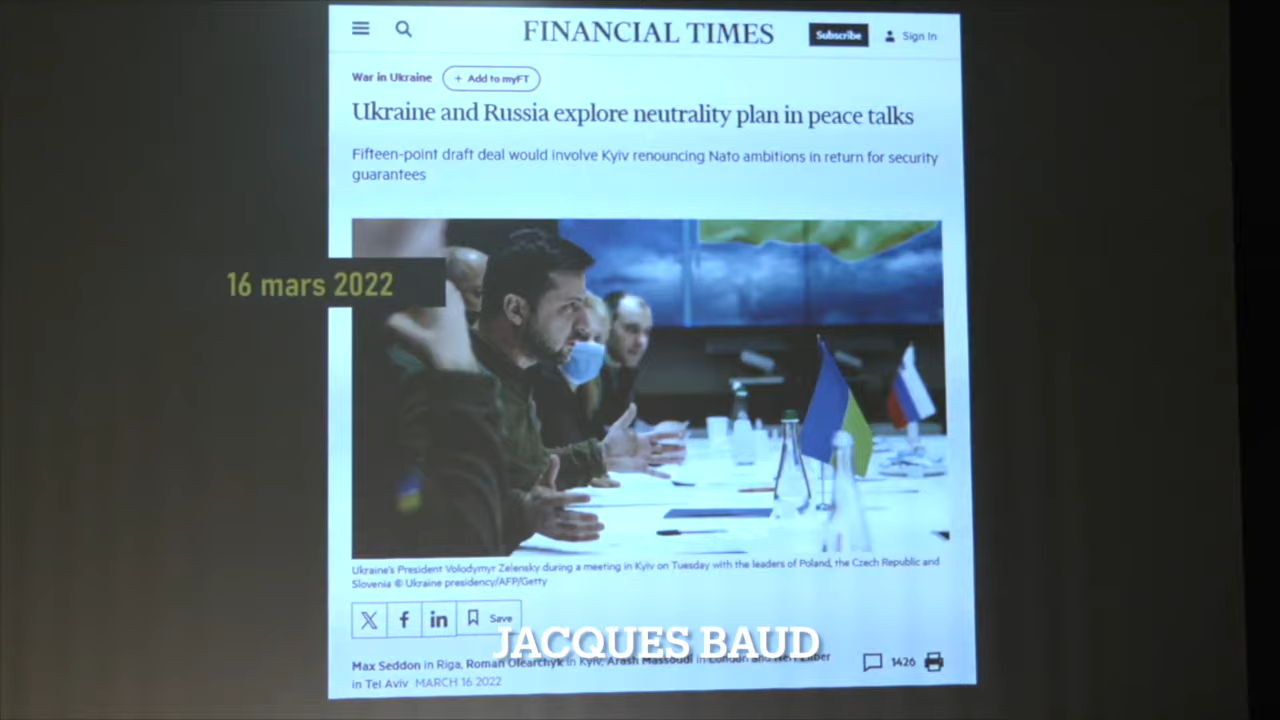 FINANCIAL TIMES
Subscribe
Sign In
War in Ukraine
+ Add to myFT
Ukraine and Russia explore neutrality plan in peace talks
Fifteen-point draft deal would involve Kyiv renouncing Nato ambitions in return for security
guarantees
16 mars 2022
Ukraine's President Volodymyr Zelensky during a meeting in Kyiv on Tuesday with the leaders of Poland, the Czech Republic and
Slovenia © Ukraine presidency/AFP/Getty
X f in Save
JACQUES BAUD
Max Seddon in Riga, Roman Olearchyk in Kyiv, Arash Massoudi in London and
in Tel Aviv MARCH 16 2022
1426